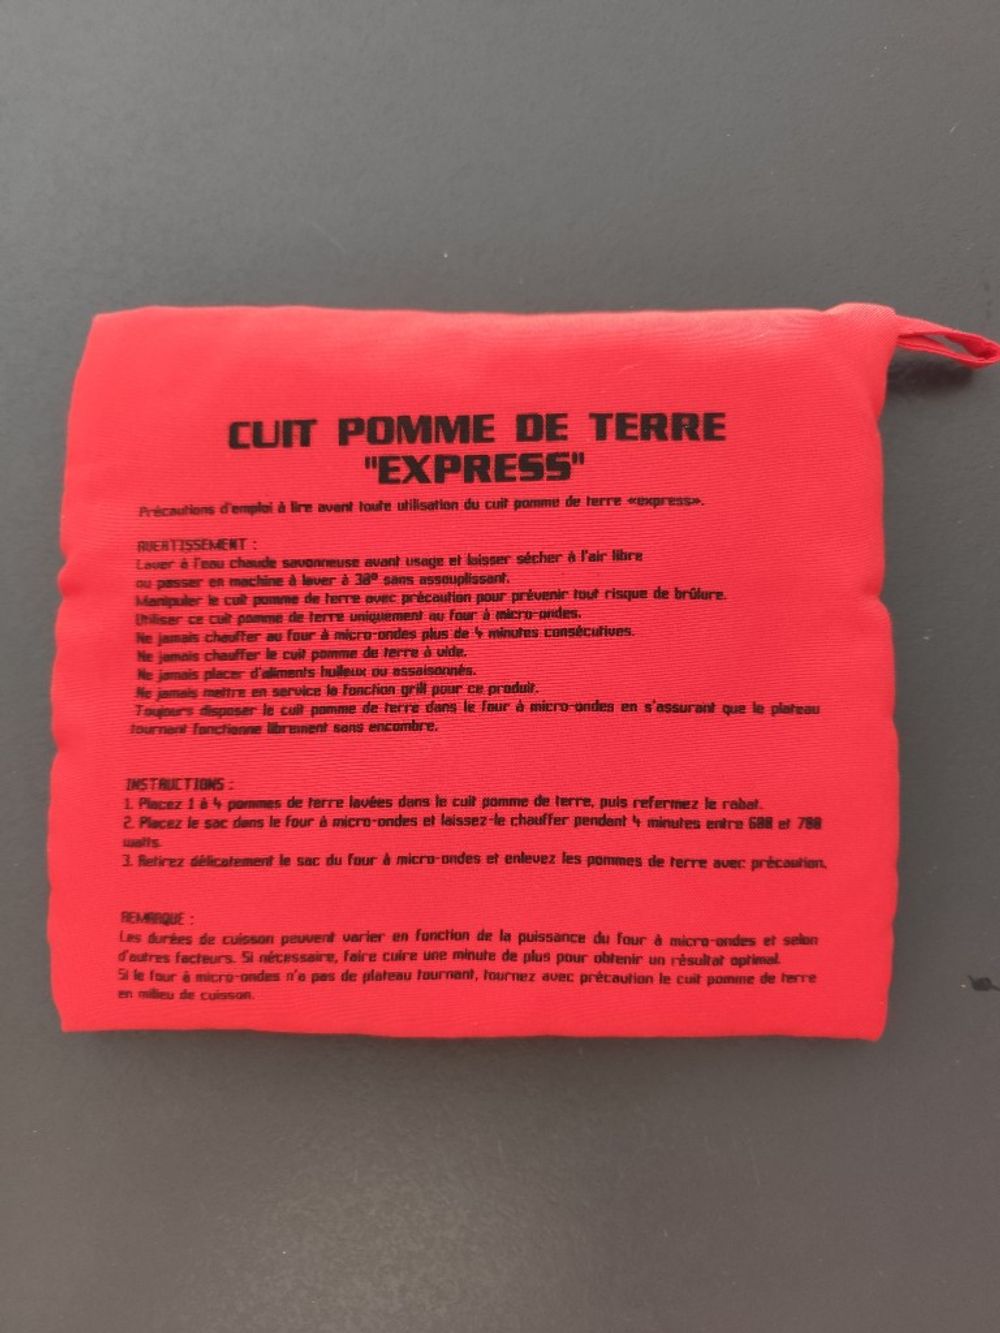 CUIT POMME DE TERRE
"EXPRESS"
Précautions d'emploi à lire avant toute utilisation du cuit pomme de terre «express».
AVERTISSEMENT :
Laver à l'eau chaude savonneuse avant usage et laisser sécher à l'air libre
ou passer en machine à laver à 30° sans assouplissant.
Manipuler le cuit pomme de terre avec précaution pour prévenir tout risque de brûlure.
Utiliser ce cuit pomme de terre uniquement au four à micro-ondes.
Ne jamais chauffer au four à micro-ondes plus de 4 minutes consécutives.
Ne jamais chauffer le cuit pomme de terre à vide.
Ne jamais placer d'aliments huileux ou assaisonnés.
Ne jamais mettre en service la fonction grill pour ce produit.
Toujours disposer le cuit pomme de terre dans le four à micro-ondes en s'assurant que le plateau
tournant fonctionne librement sans encombre.
INSTRUCTIONS :
1. Placez 1 à 4 pommes de terre lavées dans le cuit pomme de terre, puis refermez le rabat.
2. Placez le sac dans le four à micro-ondes et laissez-le chauffer pendant 4 minutes entre 600 et 700
watts.
3. Retirez délicatement le sac du four à micro-ondes et enlevez les pommes de terre avec précaution.
REMARQUE :
Les durées de cuisson peuvent varier en fonction de la puissance du four à micro-ondes et selon
d'autres facteurs. Si nécessaire, faire cuire une minute de plus pour obtenir un résultat optimal.
Si le four à micro-ondes n'a pas de plateau tournant, tournez avec précaution le cuit pomme de terre
en milieu de cuisson.